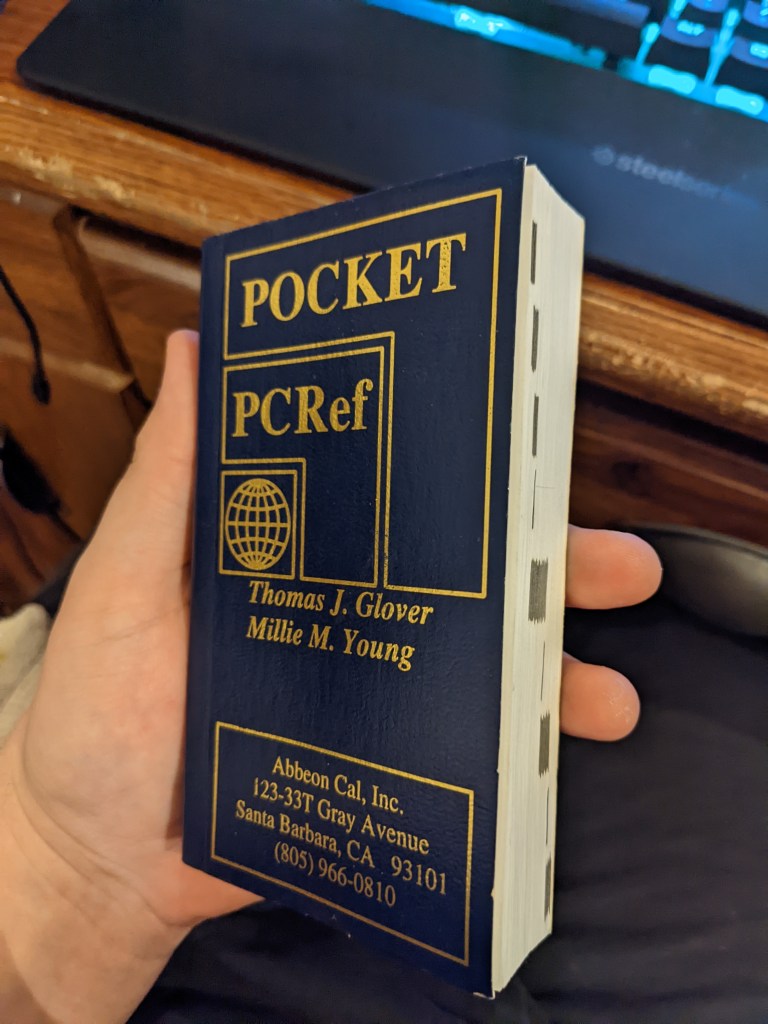 POCKET
PCRef
Thomas J. Glover
Millie M. Young
Abbeon Cal, Inc.
123-33T Gray Avenue
Santa Barbara, CA 93101
(805) 966-0810
steelseries